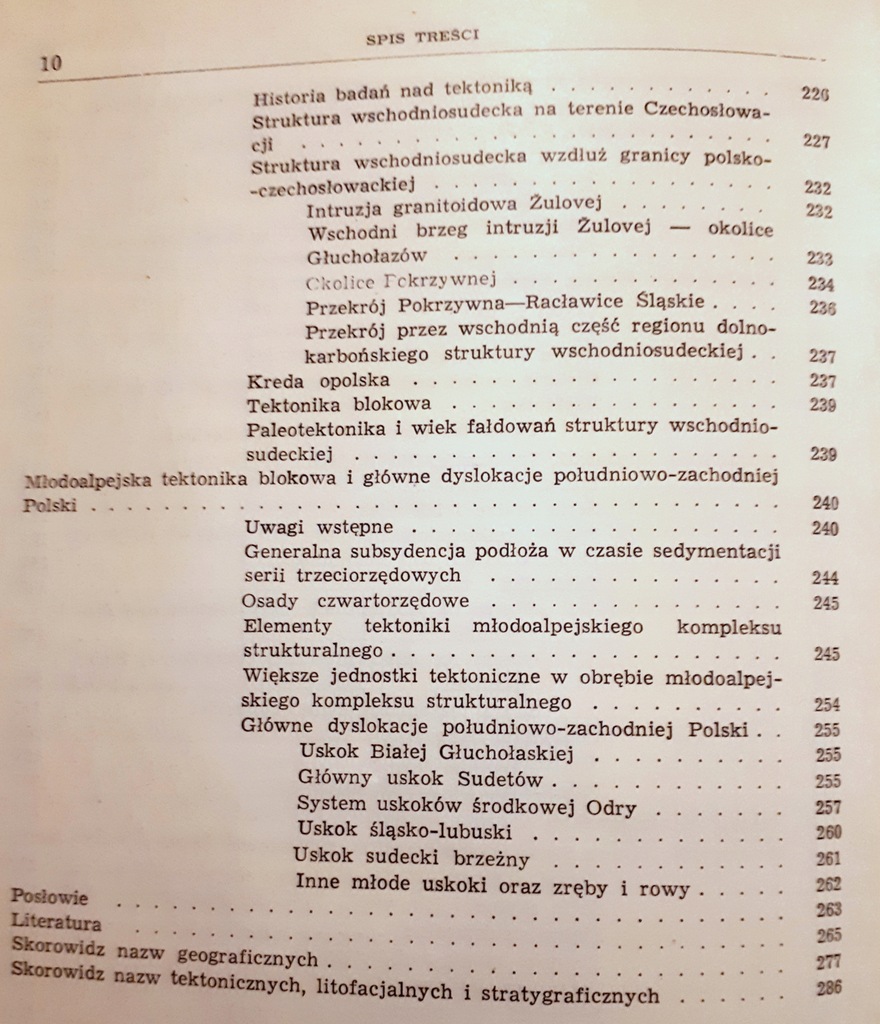 10
SPIS TREŚCI
Historia badań nad tektoniką . . . . . . . . . . . 226
Struktura wschodniosudecka na terenie Czechosłowa-
cji . . . . . . . . . . . . . . . . . . . . 227
Struktura wschodniosudecka wzdłuż granicy polsko-
-czechosłowackiej . . . . . . . . . . . . . . . 232
Intruzja granitoidowa Žulovej . . . . . . . . 232
Wschodni brzeg intruzji Žulovej — okolice
Głuchołazów . . . . . . . . . . . . . . . 233
Okolice Pokrzywnej . . . . . . . . . . . . 234
Przekrój Pokrzywna—Racławice Śląskie . . . . 236
Przekrój przez wschodnią część regionu dolno-
karbońskiego struktury wschodniosudeckiej . . 237
Kreda opolska . . . . . . . . . . . . . . . . . 237
Tektonika blokowa . . . . . . . . . . . . . . . 239
Paleotektonika i wiek fałdowań struktury wschodnio-
sudeckiej . . . . . . . . . . . . . . . . . . . 239
Młodoalpejska tektonika blokowa i główne dyslokacje południowo-zachodniej
Polski . . . . . . . . . . . . . . . . . . . . . . . . . . . . 240
Uwagi wstępne . . . . . . . . . . . . . . . . . 240
Generalna subsydencja podłoża w czasie sedymentacji
serii trzeciorzędowych . . . . . . . . . . . . . 244
Osady czwartorzędowe . . . . . . . . . . . . . 245
Elementy tektoniki młodoalpejskiego kompleksu
strukturalnego . . . . . . . . . . . . . . . . . . 245
Większe jednostki tektoniczne w obrębie młodoalpej-
skiego kompleksu strukturalnego . . . . . . . . . 254
Główne dyslokacje południowo-zachodniej Polski . . 255
Uskok Białej Głuchołaskiej . . . . . . . . . 255
Główny uskok Sudetów . . . . . . . . . . . 255
System uskoków środkowej Odry . . . . . . 257
Uskok śląsko-lubuski . . . . . . . . . . . . 260
Uskok sudecki brzeżny . . . . . . . . . . . 261
Inne młode uskoki oraz zręby i rowy . . . . . 262
Posłowie . . . . . . . . . . . . . . . . . . . . . . . . . . . 263
Literatura . . . . . . . . . . . . . . . . . . . . . . . . . . 265
Skorowidz nazw geograficznych . . . . . . . . . . . . . . . . . . 277
Skorowidz nazw tektonicznych, litofacjalnych i stratygraficznych . . . . . . 286